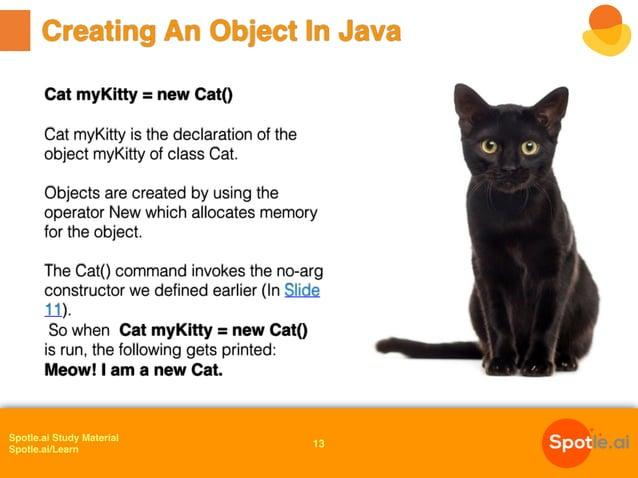 Creating An Object In Java
Cat myKitty = new Cat()
Cat myKitty is the declaration of the
object myKitty of class Cat.
Objects are created by using the
operator New which allocates memory
for the object.
The Cat() command invokes the no-arg
constructor we defined earlier (In Slide
11).
So when Cat myKitty = new Cat()
is run, the following gets printed:
Meow! I am a new Cat.
Spotle.ai Study Material
Spotle.ai/Learn
13
Spotle.ai